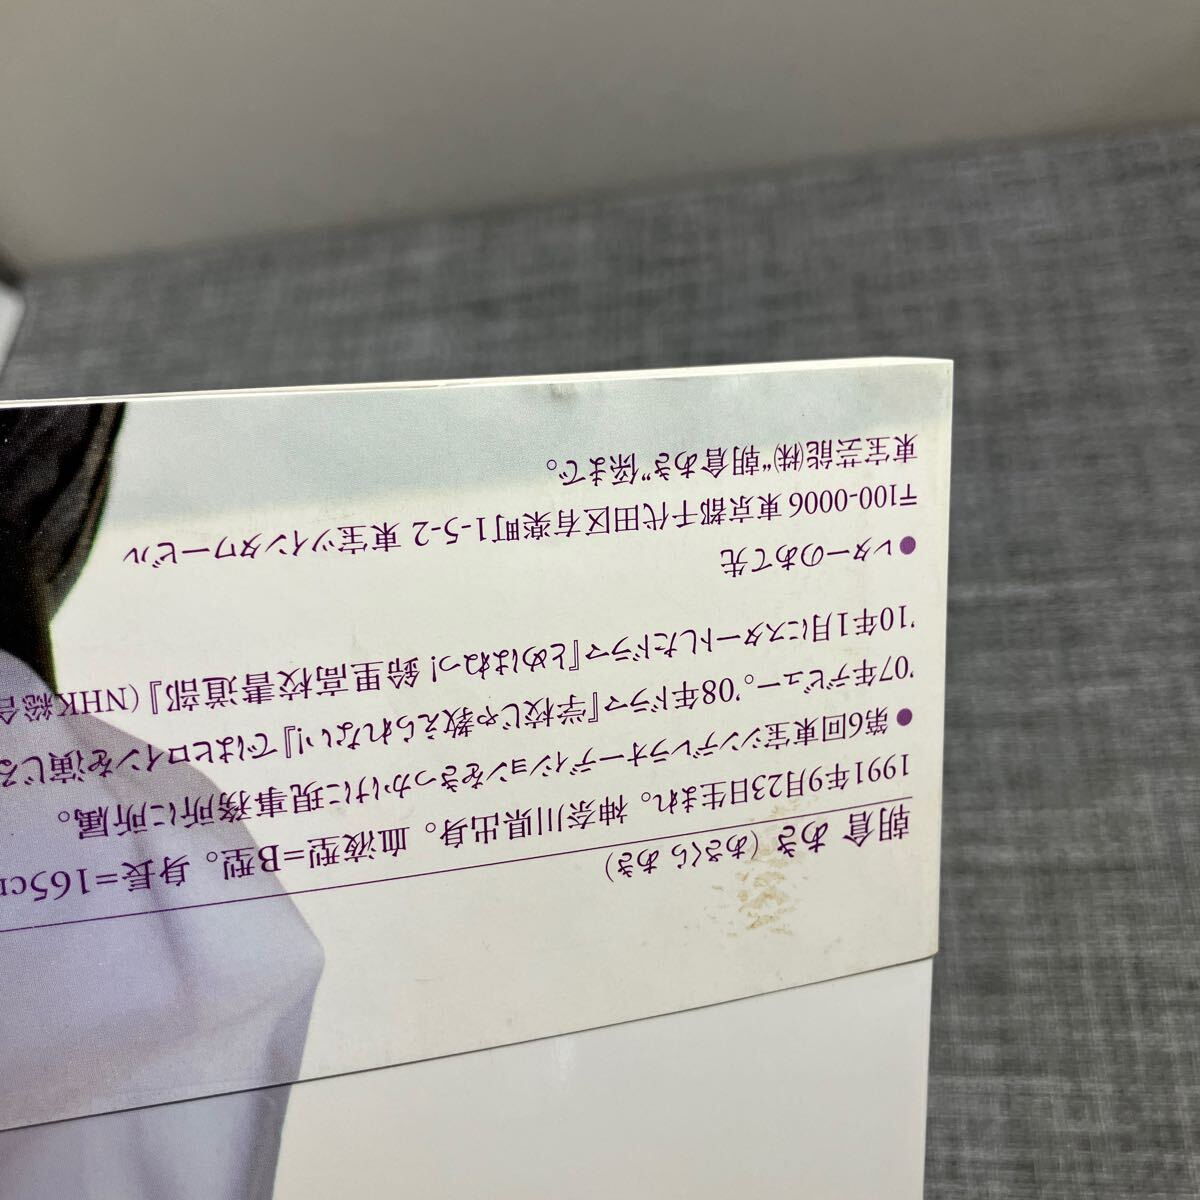 朝倉 あき(あさくら あき)
1991年9月23日生まれ。神奈川県出身。血液型=B型。身長=165c
●第6回東宝シンデレラオーディションをきっかけに現事務所に所属。
'07年デビュー。'08年ドラマ『学校じゃ教えられない!』ではヒロインを演じる
'10年1月にスタートしたドラマ『とめはねっ! 鈴里高校書道部』(NHK総合
●レターのあて先
〒100-0006 東京都千代田区有楽町1-5-2 東宝ツインタワービル
東宝芸能㈱“朝倉あき”係まで。